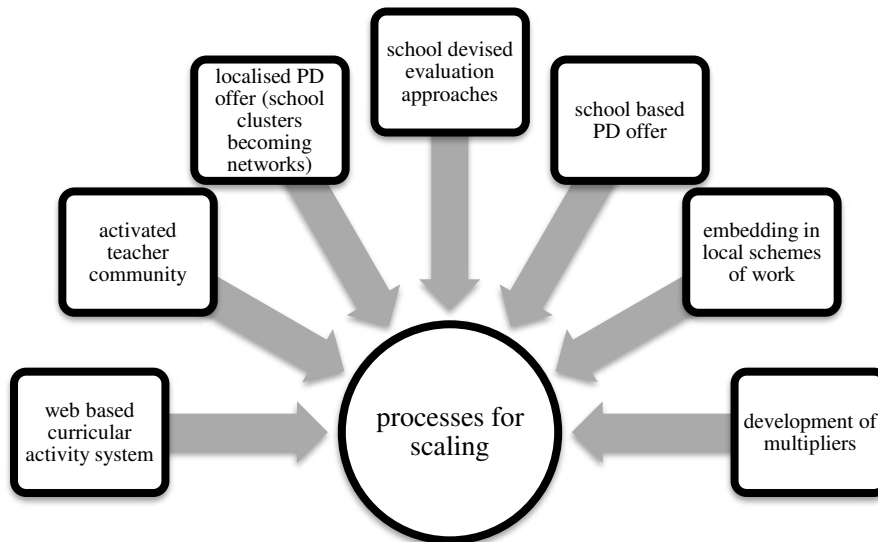 web based
curricular
activity system
activated
teacher
community
localised PD
offer (school
clusters
becoming
networks)
school devised
evaluation
approaches
school based
PD offer
embedding in
local schemes
of work
development of
multipliers
processes for
scaling